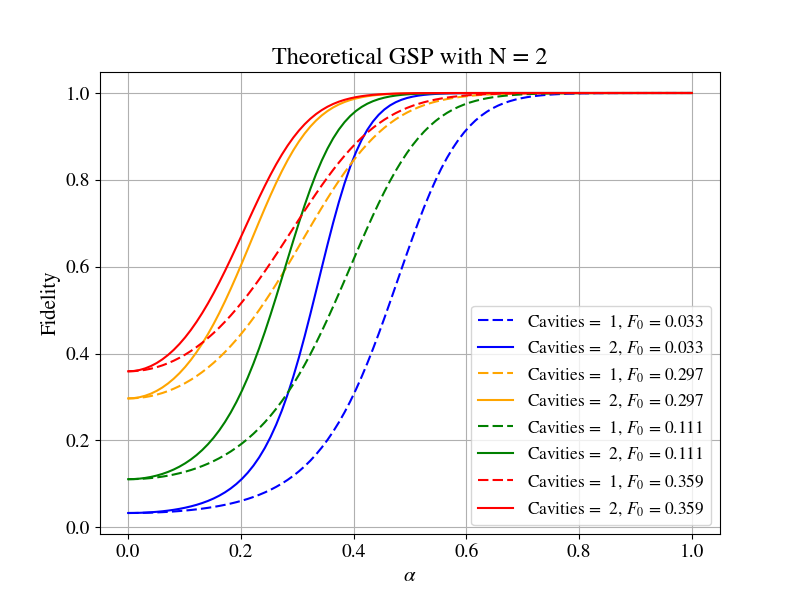 Theoretical GSP with N = 2
Fidelity
1.0
0.8
0.6
0.4
0.2
0.0
0.0 0.2 0.4 0.6 0.8 1.0
α
Cavities = 1, F₀ = 0.033
Cavities = 2, F₀ = 0.033
Cavities = 1, F₀ = 0.297
Cavities = 2, F₀ = 0.297
Cavities = 1, F₀ = 0.111
Cavities = 2, F₀ = 0.111
Cavities = 1, F₀ = 0.359
Cavities = 2, F₀ = 0.359